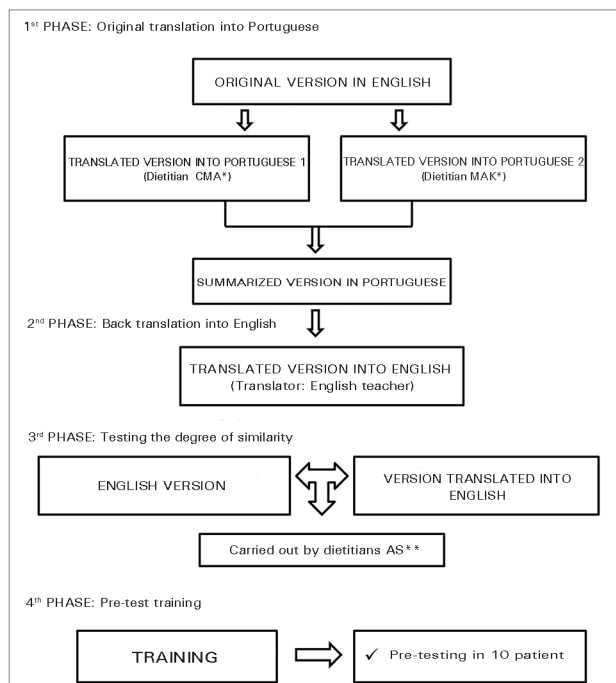 1st PHASE: Original translation into Portuguese
ORIGINAL VERSION IN ENGLISH
TRANSLATED VERSION INTO PORTUGUESE 1
(Dietitian CMA*)
TRANSLATED VERSION INTO PORTUGUESE 2
(Dietitian MAK*)
SUMMARIZED VERSION IN PORTUGUESE
2nd PHASE: Back translation into English
TRANSLATED VERSION INTO ENGLISH
(Translator: English teacher)
3rd PHASE: Testing the degree of similarity
ENGLISH VERSION
VERSION TRANSLATED INTO
ENGLISH
Carried out by dietitians AS**
4th PHASE: Pre-test training
TRAINING
✓ Pre-testing in 10 patient